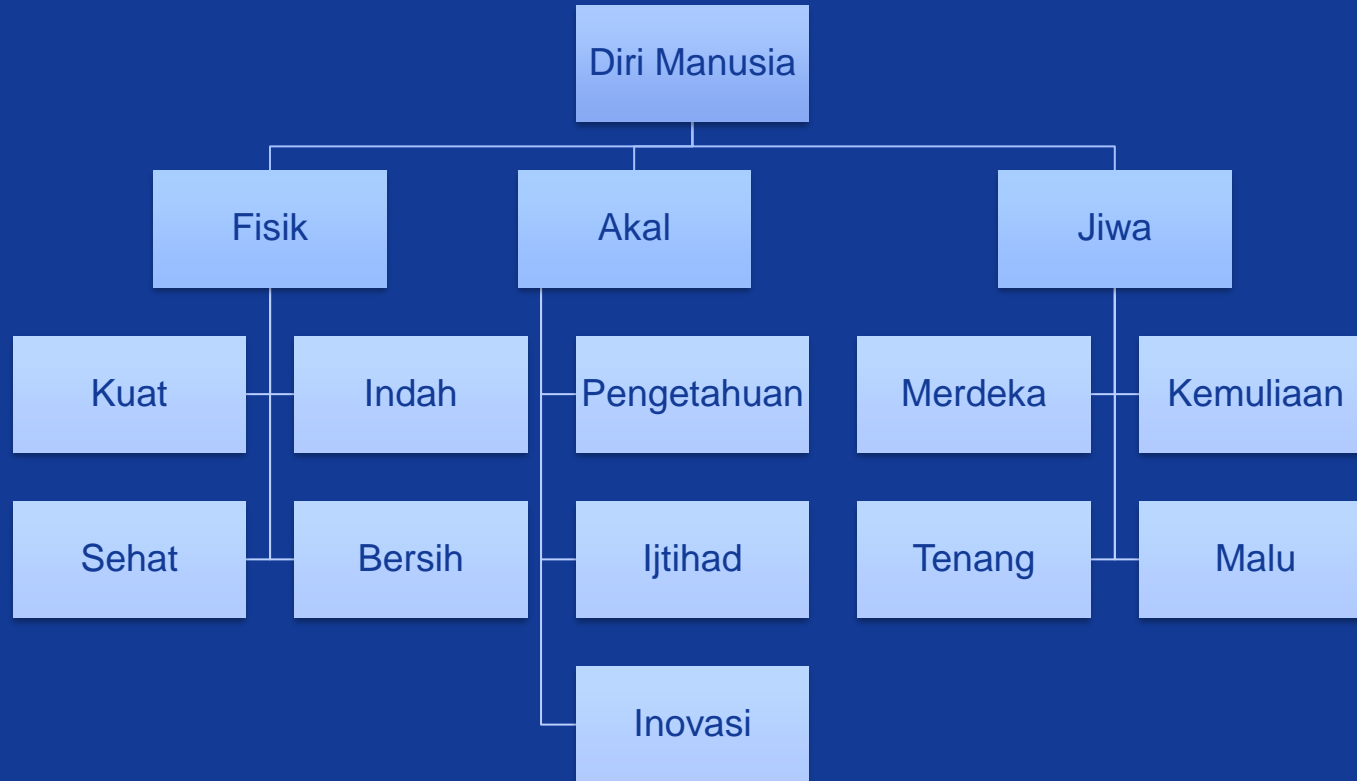 Diri Manusia
Fisik
Akal
Jiwa
Kuat
Indah
Pengetahuan
Merdeka
Kemuliaan
Sehat
Bersih
Ijtihad
Tenang
Malu
Inovasi